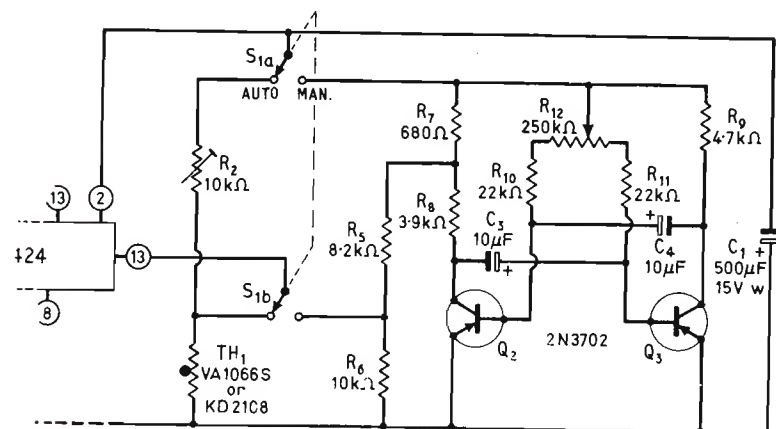 S1a
AUTO
MAN.
R7
680Ω
R12
250kΩ
R9
4·7kΩ
R2
10kΩ
R10
22kΩ
R11
22kΩ
13
2
R8
3·9kΩ
C3
10μF
+
+
C4
10μF
C1
+
500μF
15V w
R5
8·2kΩ
424
13
8
S1b
Q2
2N3702
Q3
TH1
VA1066S
or
KD2108
R6
10kΩ